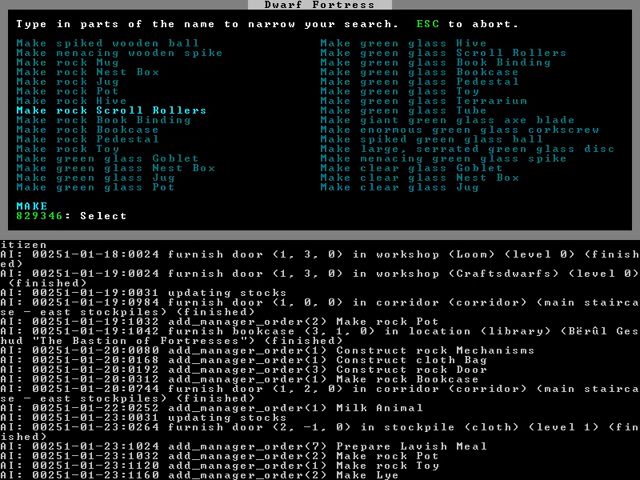 Dwarf Fortress
Type in parts of the name to narrow your search.  ESC to abort.
Make spiked wooden ball
Make menacing wooden spike
Make rock Mug
Make rock Nest Box
Make rock Jug
Make rock Pot
Make rock Hive
Make rock Scroll Rollers
Make rock Book Binding
Make rock Bookcase
Make rock Pedestal
Make rock Toy
Make green glass Goblet
Make green glass Nest Box
Make green glass Jug
Make green glass Pot
Make green glass Hive
Make green glass Scroll Rollers
Make green glass Book Binding
Make green glass Bookcase
Make green glass Pedestal
Make green glass Toy
Make green glass Terrarium
Make green glass Tube
Make giant green glass axe blade
Make enormous green glass corkscrew
Make spiked green glass ball
Make large, serrated green glass disc
Make menacing green glass spike
Make clear glass Goblet
Make clear glass Nest Box
Make clear glass Jug
MAKE
829346: Select
itizen
AI: 00251-01-18:0024 furnish door (1, 3, 0) in workshop (Loom) (level 0) (finish
ed)
AI: 00251-01-19:0024 furnish door (1, 3, 0) in workshop (Craftsdwarfs) (level 0)
 (finished)
AI: 00251-01-19:0031 updating stocks
AI: 00251-01-19:0984 furnish door (1, 0, 0) in corridor (corridor) (main stairca
se - east stockpiles) (finished)
AI: 00251-01-19:1032 add_manager_order(2) Make rock Pot
AI: 00251-01-19:1042 furnish bookcase (3, 1, 0) in location (library) (Bërûl Ges
hud "The Bastion of Fortresses") (finished)
AI: 00251-01-20:0080 add_manager_order(1) Construct rock Mechanisms
AI: 00251-01-20:0168 add_manager_order(1) Construct cloth Bag
AI: 00251-01-20:0192 add_manager_order(3) Construct rock Door
AI: 00251-01-20:0312 add_manager_order(1) Make rock Bookcase
AI: 00251-01-20:0744 furnish door (1, 2, 0) in corridor (corridor) (main stairca
se - east stockpiles) (finished)
AI: 00251-01-22:0252 add_manager_order(1) Milk Animal
AI: 00251-01-23:0031 updating stocks
AI: 00251-01-23:0264 furnish door (2, -1, 0) in stockpile (cloth) (level 1) (fin
ished)
AI: 00251-01-23:1024 add_manager_order(7) Prepare Lavish Meal
AI: 00251-01-23:1032 add_manager_order(2) Make rock Pot
AI: 00251-01-23:1120 add_manager_order(1) Make rock Toy
AI: 00251-01-23:1160 add_manager_order(2) Make Lye